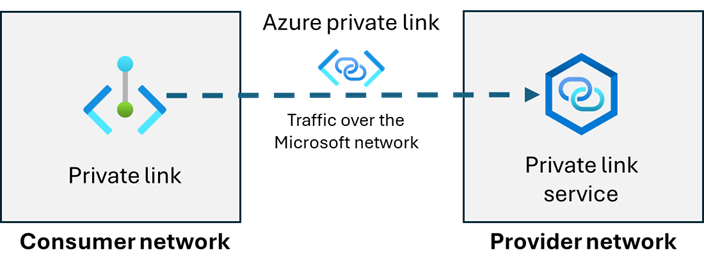 Azure private link
Traffic over the
Microsoft network
Private link
Private link
service
Consumer network
Provider network